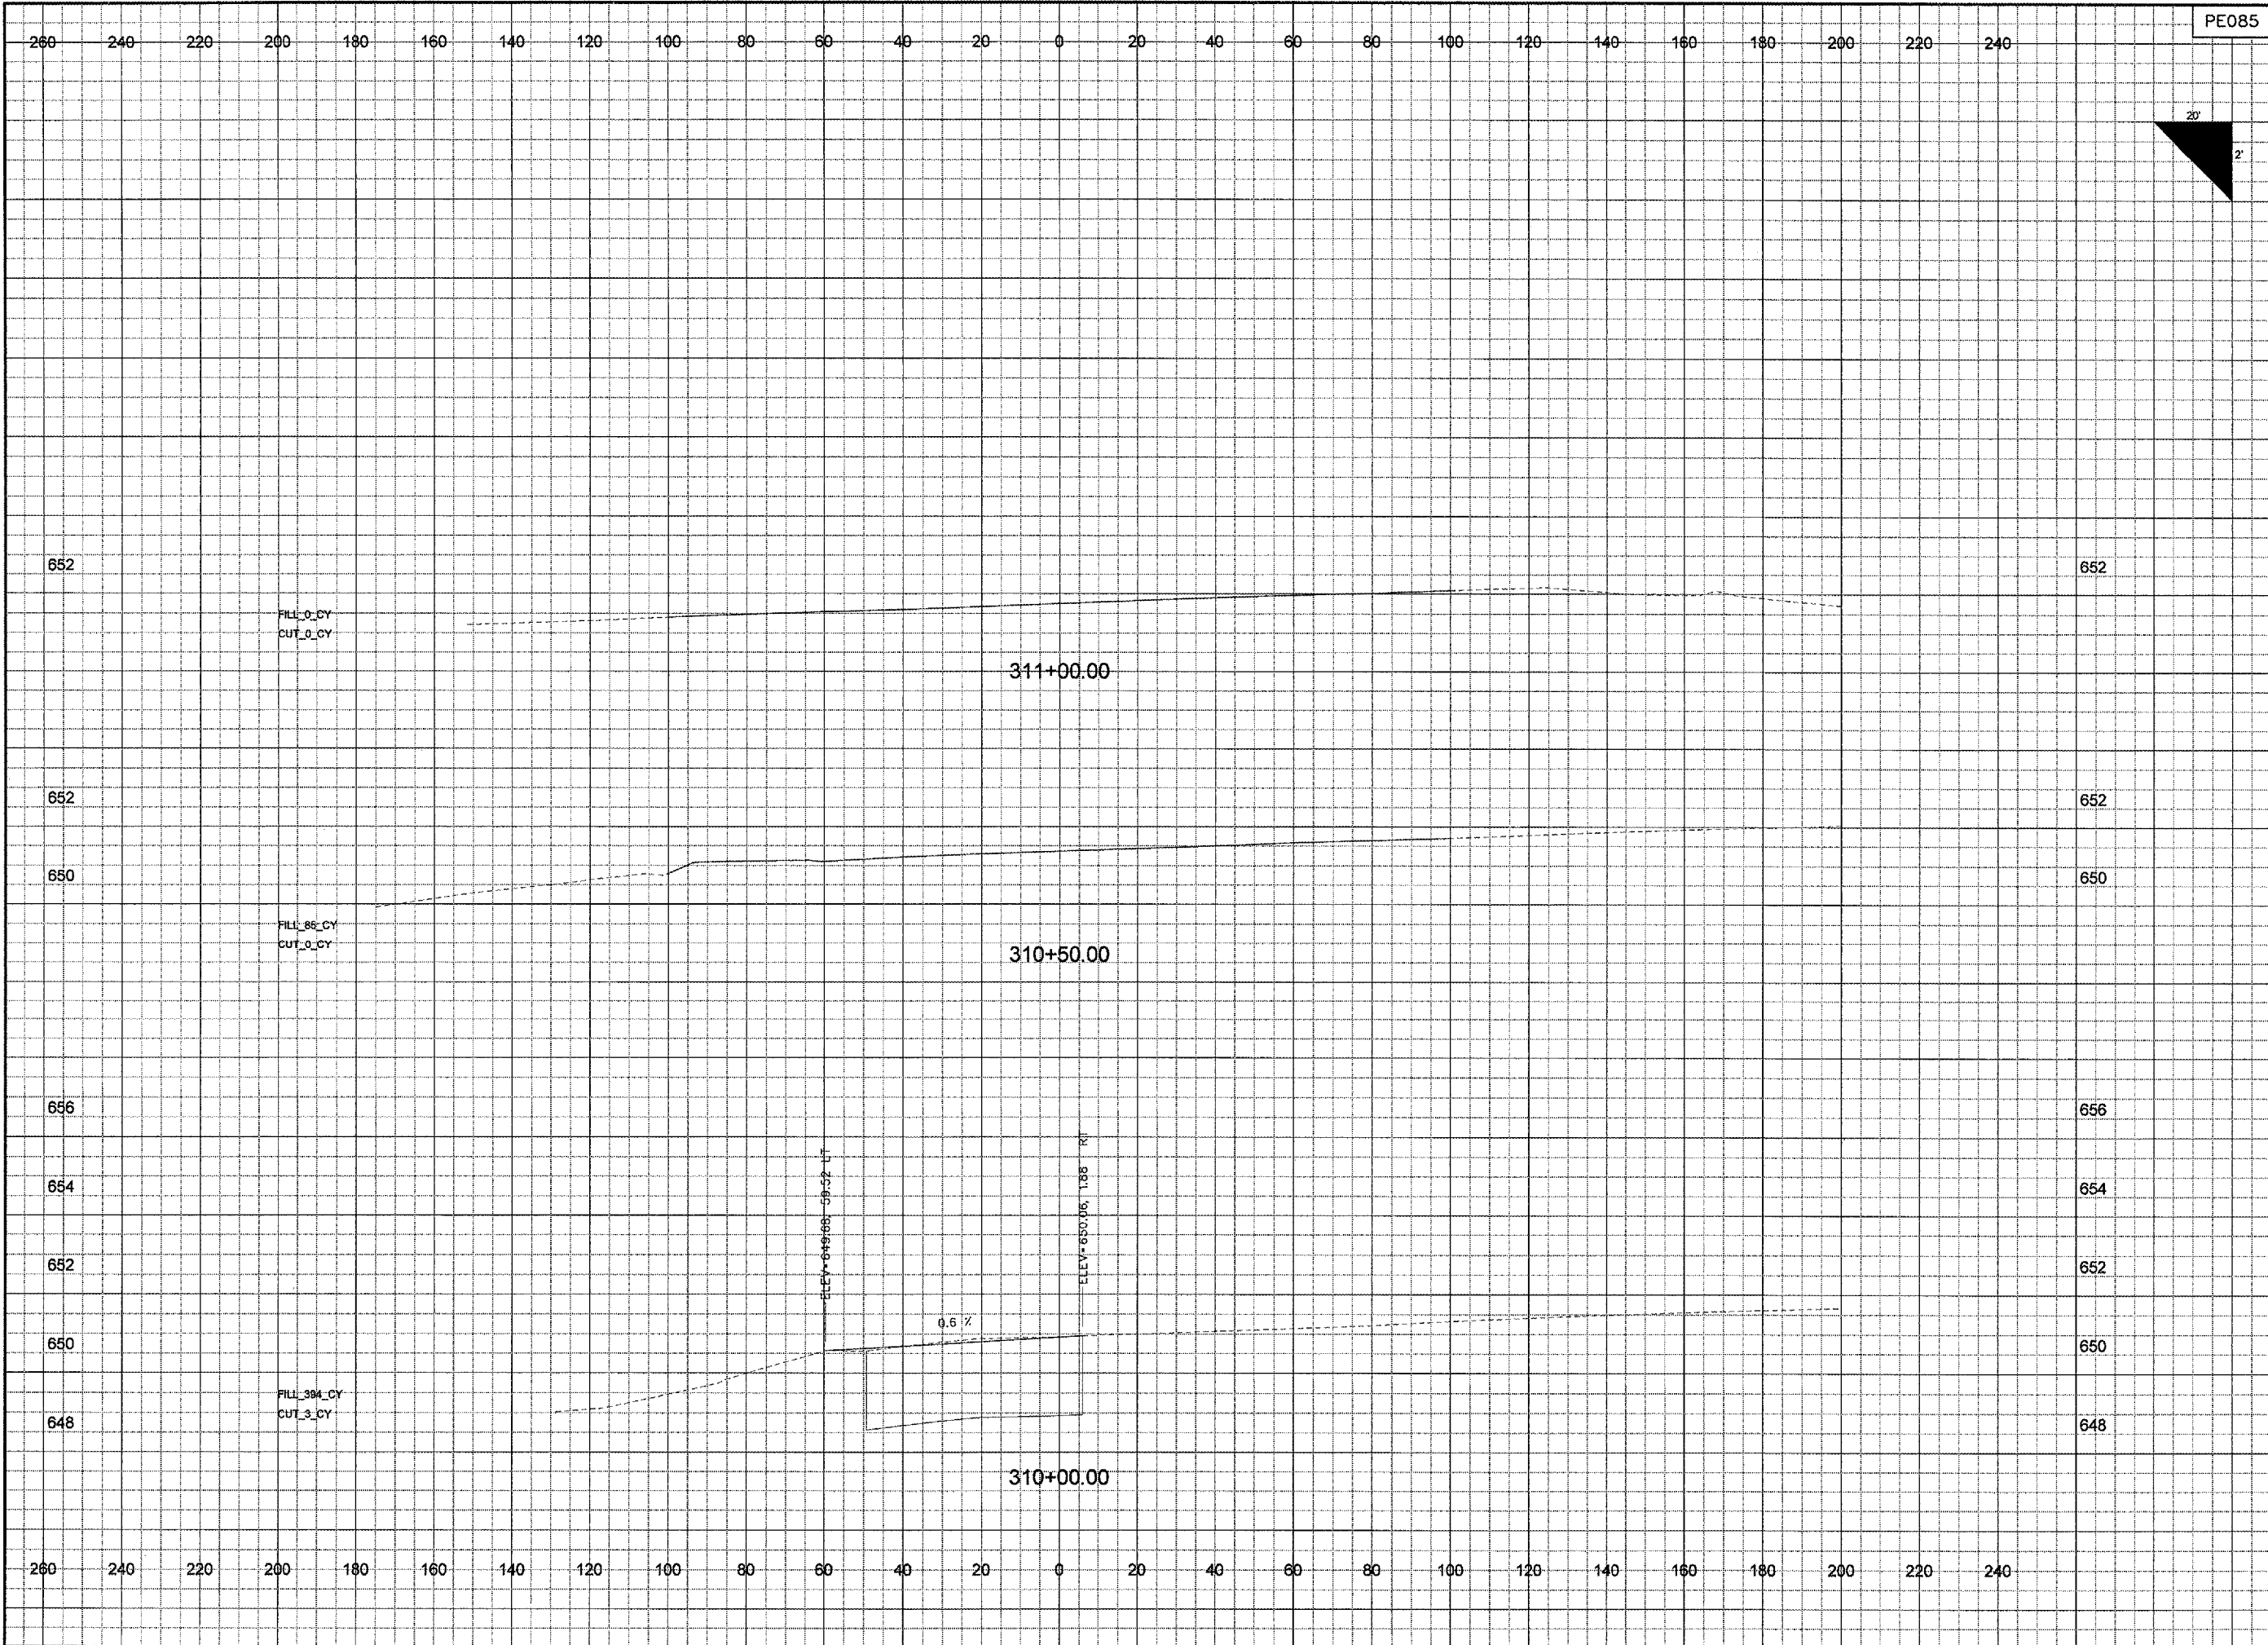 PE085
260 240 220 200 180 160 140 120 100 80 60 40 20 0 20 40 60 80 100 120 140 160 180 200 220 240
20'
2'
652 652
FILL_0_CY
CUT_0_CY
311+00.00
652 652
650 650
FILL_85_CY
CUT_0_CY
310+50.00
656 656
654 654
652 652
650 650
648 648
ELEV=649.68, 59.52 LT
ELEV=650.06, 1.88 RT
0.6 %
FILL_394_CY
CUT_3_CY
310+00.00
260 240 220 200 180 160 140 120 100 80 60 40 20 0 20 40 60 80 100 120 140 160 180 200 220 240